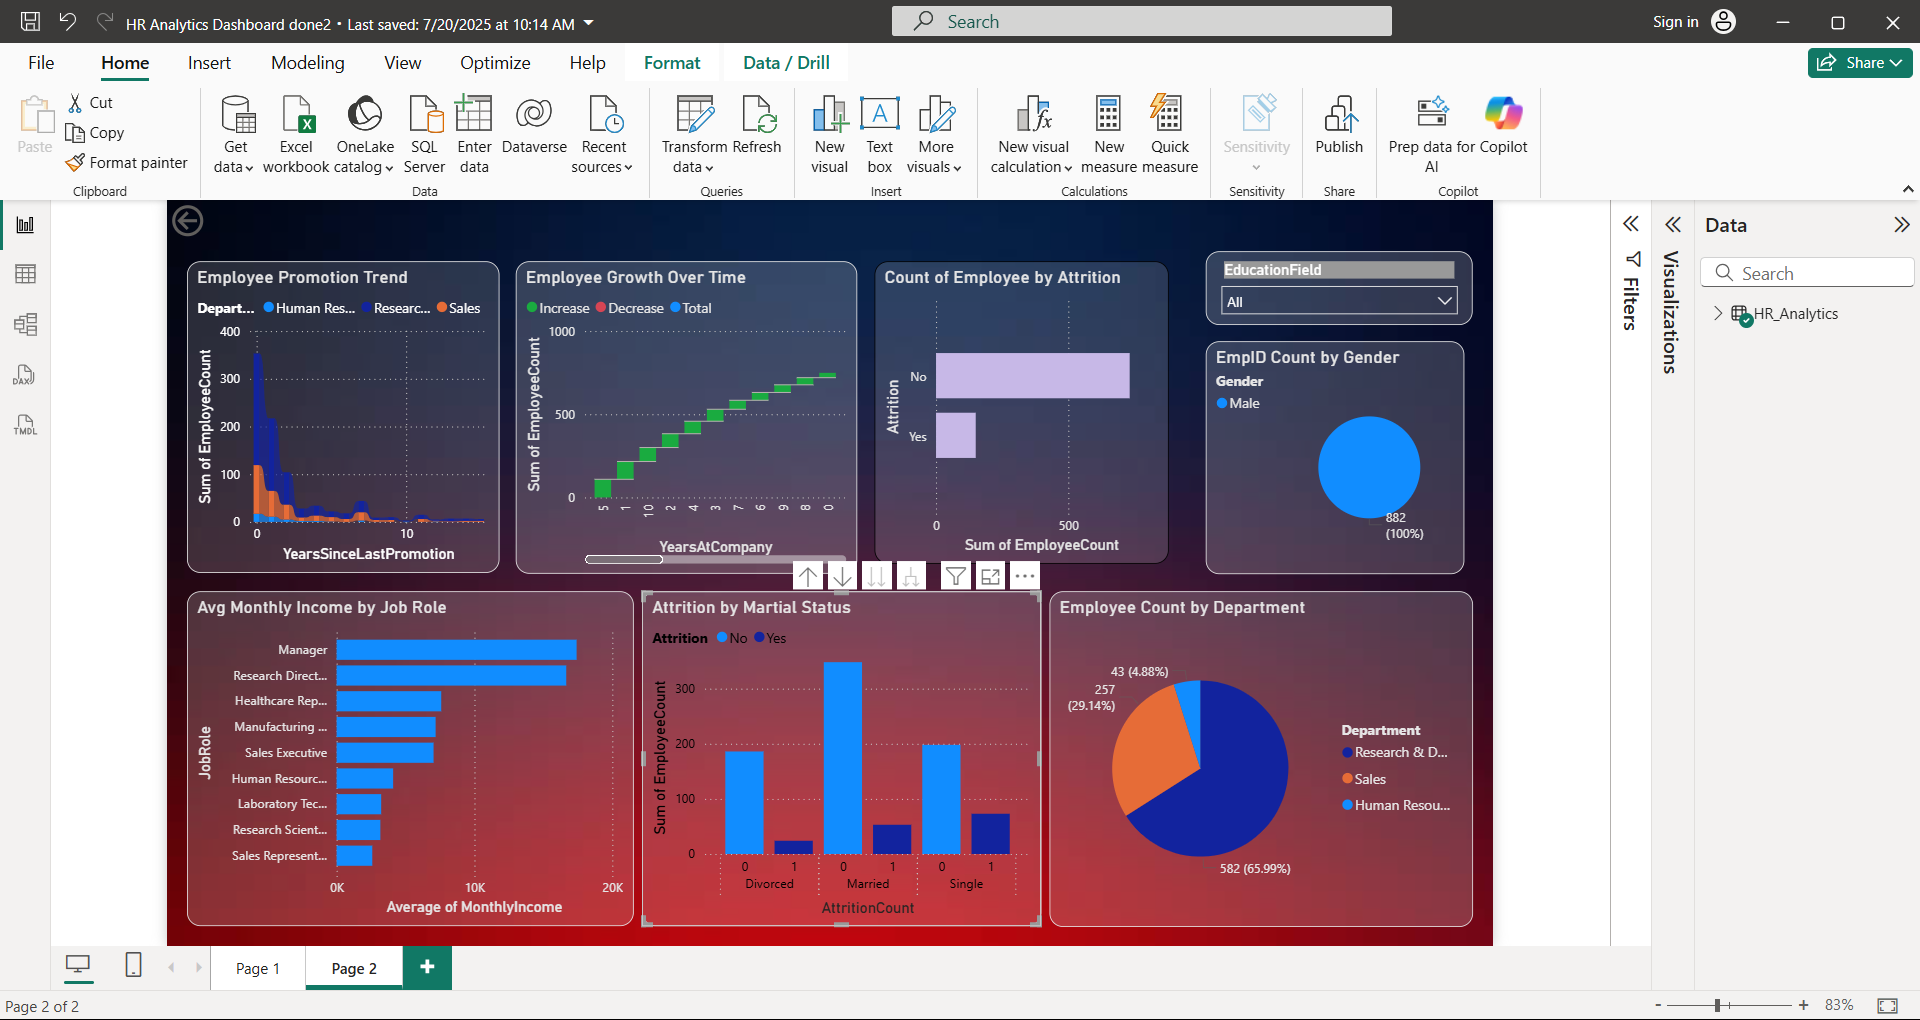 HR Analytics Dashboard done2 • Last saved: 7/20/2025 at 10:14 AM
Search
Sign in
File
Home
Insert
Modeling
View
Optimize
Help
Format
Data / Drill
Share
Paste
Cut
Copy
Format painter
Clipboard
Get data
Excel workbook
OneLake catalog
SQL Server
Enter data
Dataverse
Recent sources
Data
Transform data
Refresh
Queries
New visual
Text box
More visuals
Insert
New visual calculation
New measure
Quick measure
Calculations
Sensitivity
Sensitivity
Publish
Share
Prep data for AI
Copilot
Copilot
DAX
TMDL
Employee Promotion Trend
Depart... Human Res... Researc... Sales
Sum of EmployeeCount
400
300
200
100
0
0 10
YearsSinceLastPromotion
Employee Growth Over Time
Increase Decrease Total
Sum of EmployeeCount
1000
500
0
5 1 10 2 4 3 7 6 9 8 0
YearsAtCompany
Count of Employee by Attrition
Attrition
No
Yes
0 500
Sum of EmployeeCount
EducationField
All
EmpID Count by Gender
Gender
Male
882
(100%)
Avg Monthly Income by Job Role
JobRole
Manager
Research Direct...
Healthcare Rep...
Manufacturing ...
Sales Executive
Human Resourc...
Laboratory Tec...
Research Scient...
Sales Represent...
0K 10K 20K
Average of MonthlyIncome
Attrition by Martial Status
Attrition No Yes
Sum of EmployeeCount
300
200
100
0
0 1 0 1 0 1
Divorced Married Single
AttritionCount
Employee Count by Department
43 (4.88%)
257
(29.14%)
582 (65.99%)
Department
Research & D...
Sales
Human Resou...
Filters
Visualizations
Data
Search
HR_Analytics
Page 1
Page 2
Page 2 of 2
- + 83%